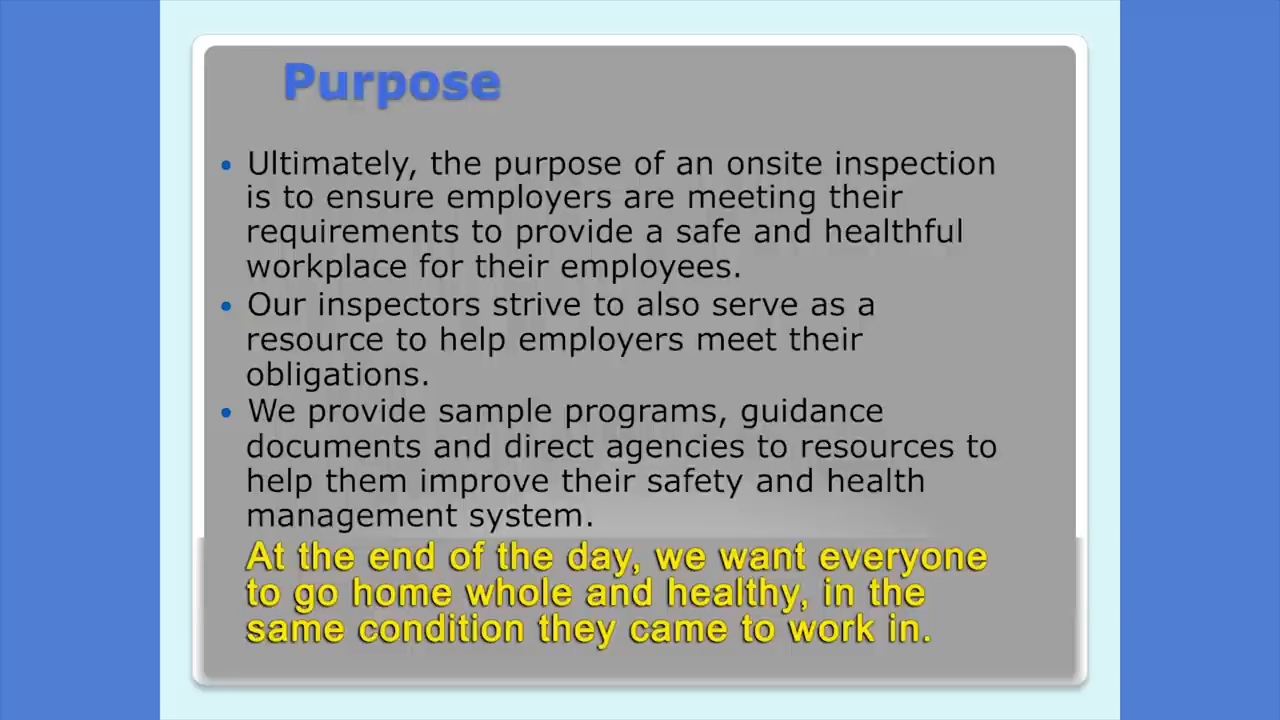 Purpose
• Ultimately, the purpose of an onsite inspection
is to ensure employers are meeting their
requirements to provide a safe and healthful
workplace for their employees.
• Our inspectors strive to also serve as a
resource to help employers meet their
obligations.
• We provide sample programs, guidance
documents and direct agencies to resources to
help them improve their safety and health
management system.
At the end of the day, we want everyone
to go home whole and healthy, in the
same condition they came to work in.